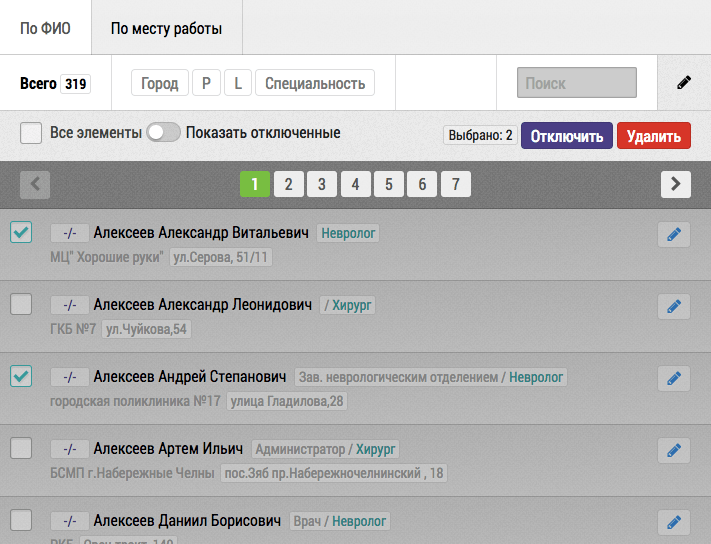 По ФИО По месту работы
Всего 319 Город P L Специальность Поиск
Все элементы Показать отключенные Выбрано: 2 Отключить Удалить
1 2 3 4 5 6 7
-/- Алексеев Александр Витальевич Невролог
МЦ" Хорошие руки" ул.Серова, 51/11
-/- Алексеев Александр Леонидович / Хирург
ГКБ №7 ул.Чуйкова,54
-/- Алексеев Андрей Степанович Зав. неврологическим отделением / Невролог
городская поликлиника №17 улица Гладилова,28
-/- Алексеев Артем Ильич Администратор / Хирург
БСМП г.Набережные Челны пос.Зяб пр.Набережночелнинский , 18
-/- Алексеев Даниил Борисович Врач / Невролог